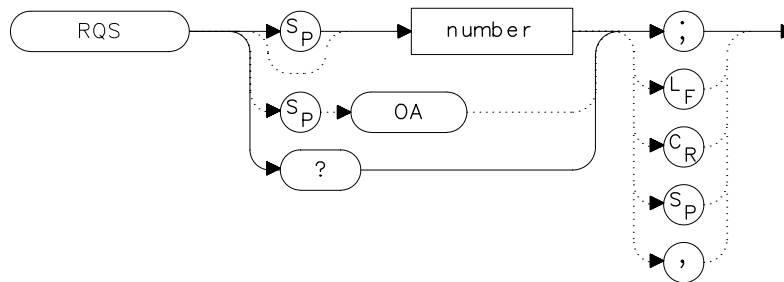 RQS SP number ;
LF
SP OA
CR
?
SP
,